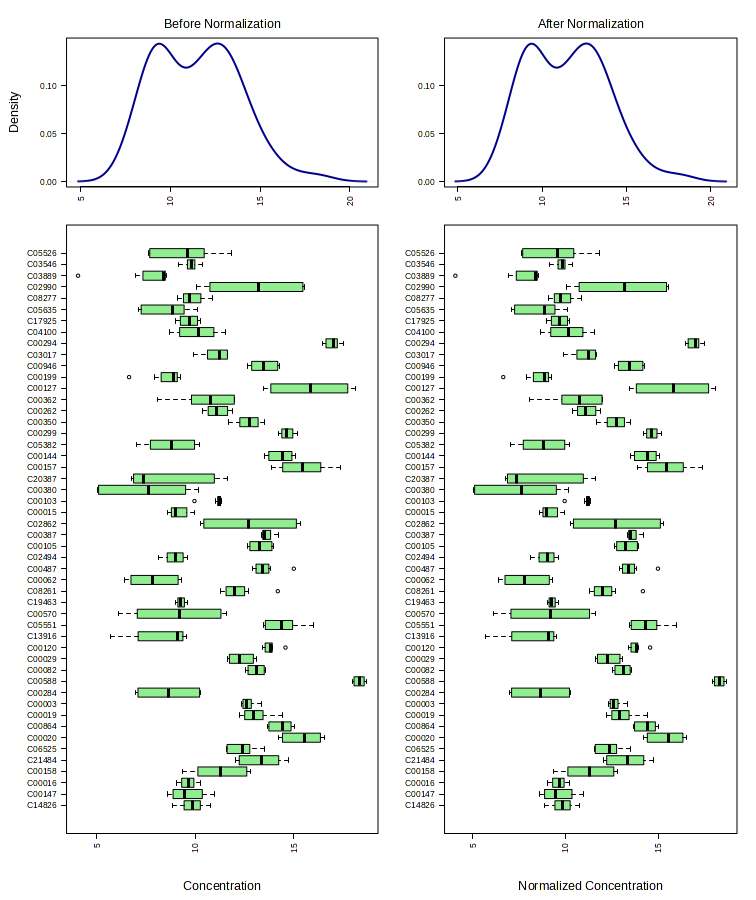 Before Normalization
After Normalization
Density
0.10
0.05
0.00
5
10
15
20
0.10
0.05
0.00
5
10
15
20
C05526
C03546
C03889
C02990
C08277
C05635
C17925
C04100
C00294
C03017
C00946
C00199
C00127
C00362
C00262
C00350
C00299
C05382
C00144
C00157
C20387
C00380
C00103
C00015
C02862
C00387
C00105
C02494
C00487
C00062
C08261
C19463
C00570
C05551
C13916
C00120
C00029
C00082
C00588
C00284
C00003
C00019
C00864
C00020
C06525
C21484
C00158
C00016
C00147
C14826
5
10
15
Concentration
C05526
C03546
C03889
C02990
C08277
C05635
C17925
C04100
C00294
C03017
C00946
C00199
C00127
C00362
C00262
C00350
C00299
C05382
C00144
C00157
C20387
C00380
C00103
C00015
C02862
C00387
C00105
C02494
C00487
C00062
C08261
C19463
C00570
C05551
C13916
C00120
C00029
C00082
C00588
C00284
C00003
C00019
C00864
C00020
C06525
C21484
C00158
C00016
C00147
C14826
5
10
15
Normalized Concentration